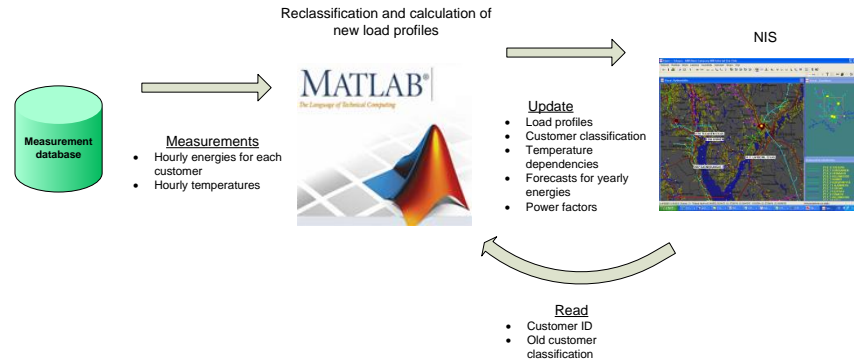 Reclassification and calculation of
new load profiles
NIS
MATLAB®
The Language of Technical Computing
Measurement
database
Measurements
• Hourly energies for each
customer
• Hourly temperatures
Update
• Load profiles
• Customer classification
• Temperature
dependencies
• Forecasts for yearly
energies
• Power factors
Read
• Customer ID
• Old customer
classification